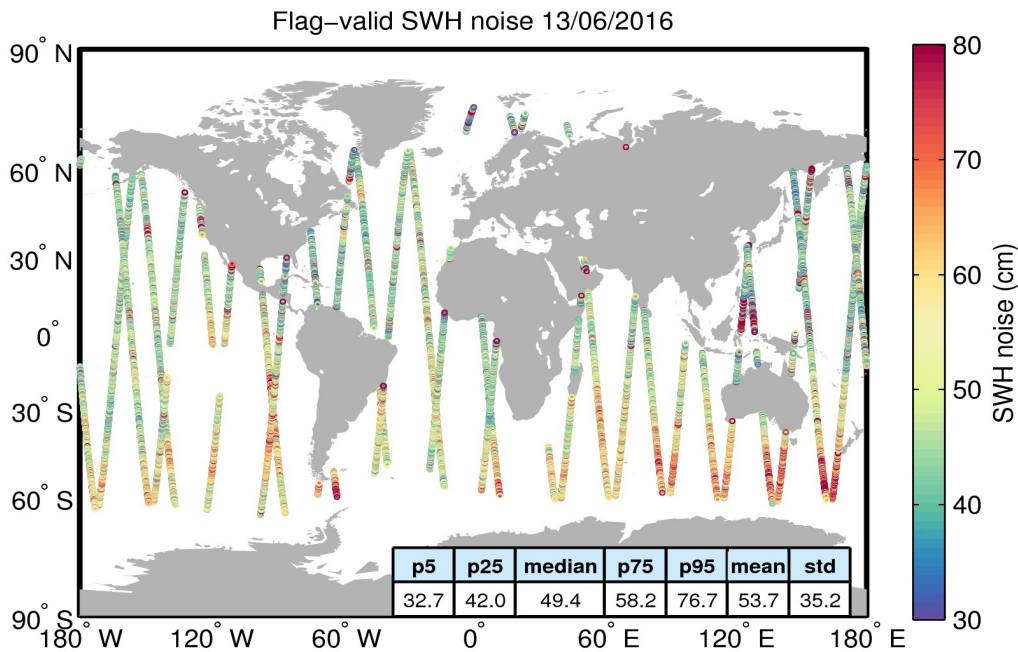 Flag−valid SWH noise 13/06/2016
90° N
60° N
30° N
0°
30° S
60° S
90° S
180° W
120° W
60° W
0°
60° E
120° E
180° E
80
70
60
50
40
30
SWH noise (cm)
p5 p25 median p75 p95 mean std
32.7 42.0 49.4 58.2 76.7 53.7 35.2